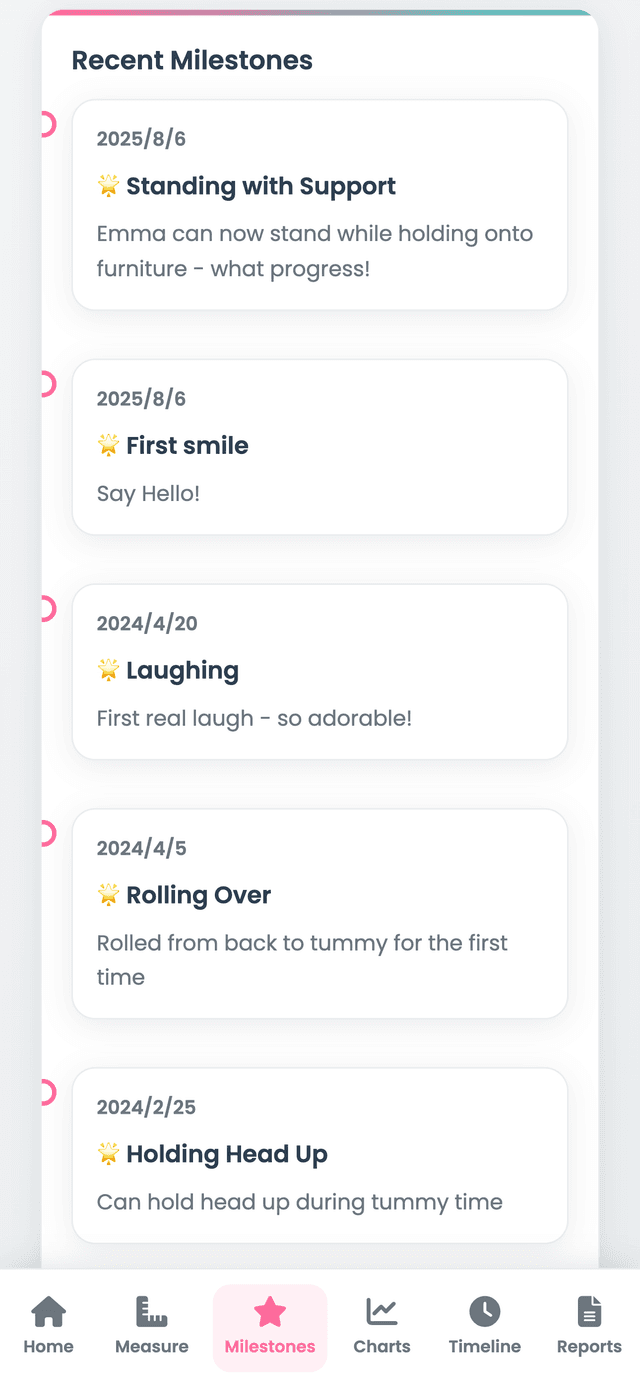 Recent Milestones
2025/8/6
🌟 Standing with Support
Emma can now stand while holding onto
furniture - what progress!
2025/8/6
🌟 First smile
Say Hello!
2024/4/20
🌟 Laughing
First real laugh - so adorable!
2024/4/5
🌟 Rolling Over
Rolled from back to tummy for the first
time
2024/2/25
🌟 Holding Head Up
Can hold head up during tummy time
Home Measure Milestones Charts Timeline Reports